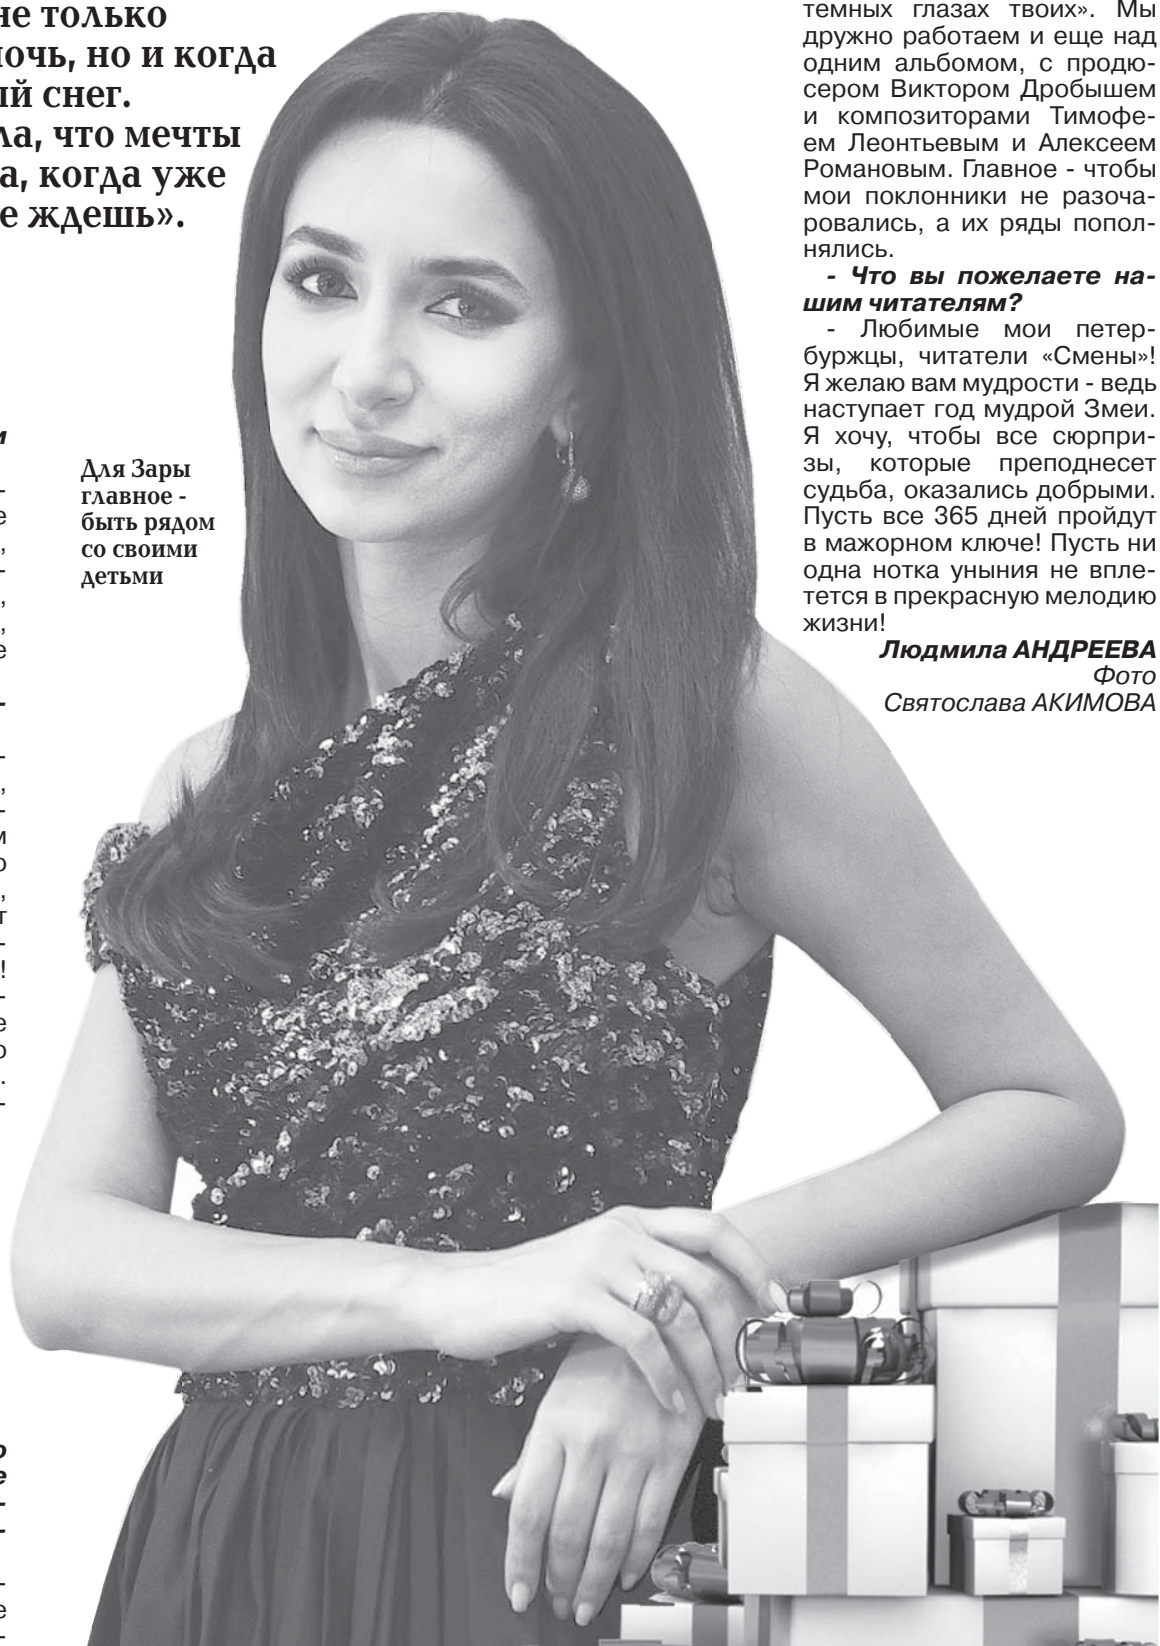 не только
ночь, но и когда
снег.
что мечты
когда уже
не ждешь».
Для Зары
главное -
быть рядом
со своими
детьми
темных глазах твоих». Мы
дружно работаем и еще над
одним альбомом, с продю-
сером Виктором Дробышем
и композиторами Тимофе-
ем Леонтьевым и Алексеем
Романовым. Главное - чтобы
мои поклонники не разоча-
ровались, а их ряды попол-
нялись.
- Что вы пожелаете на-
шим читателям?
- Любимые мои петер-
буржцы, читатели «Смены»!
Я желаю вам мудрости - ведь
наступает год мудрой Змеи.
Я хочу, чтобы все сюрпри-
зы, которые преподнесет
судьба, оказались добрыми.
Пусть все 365 дней пройдут
в мажорном ключе! Пусть ни
одна нотка уныния не впле-
тется в прекрасную мелодию
жизни!
Людмила АНДРЕЕВА
Фото
Святослава АКИМОВА